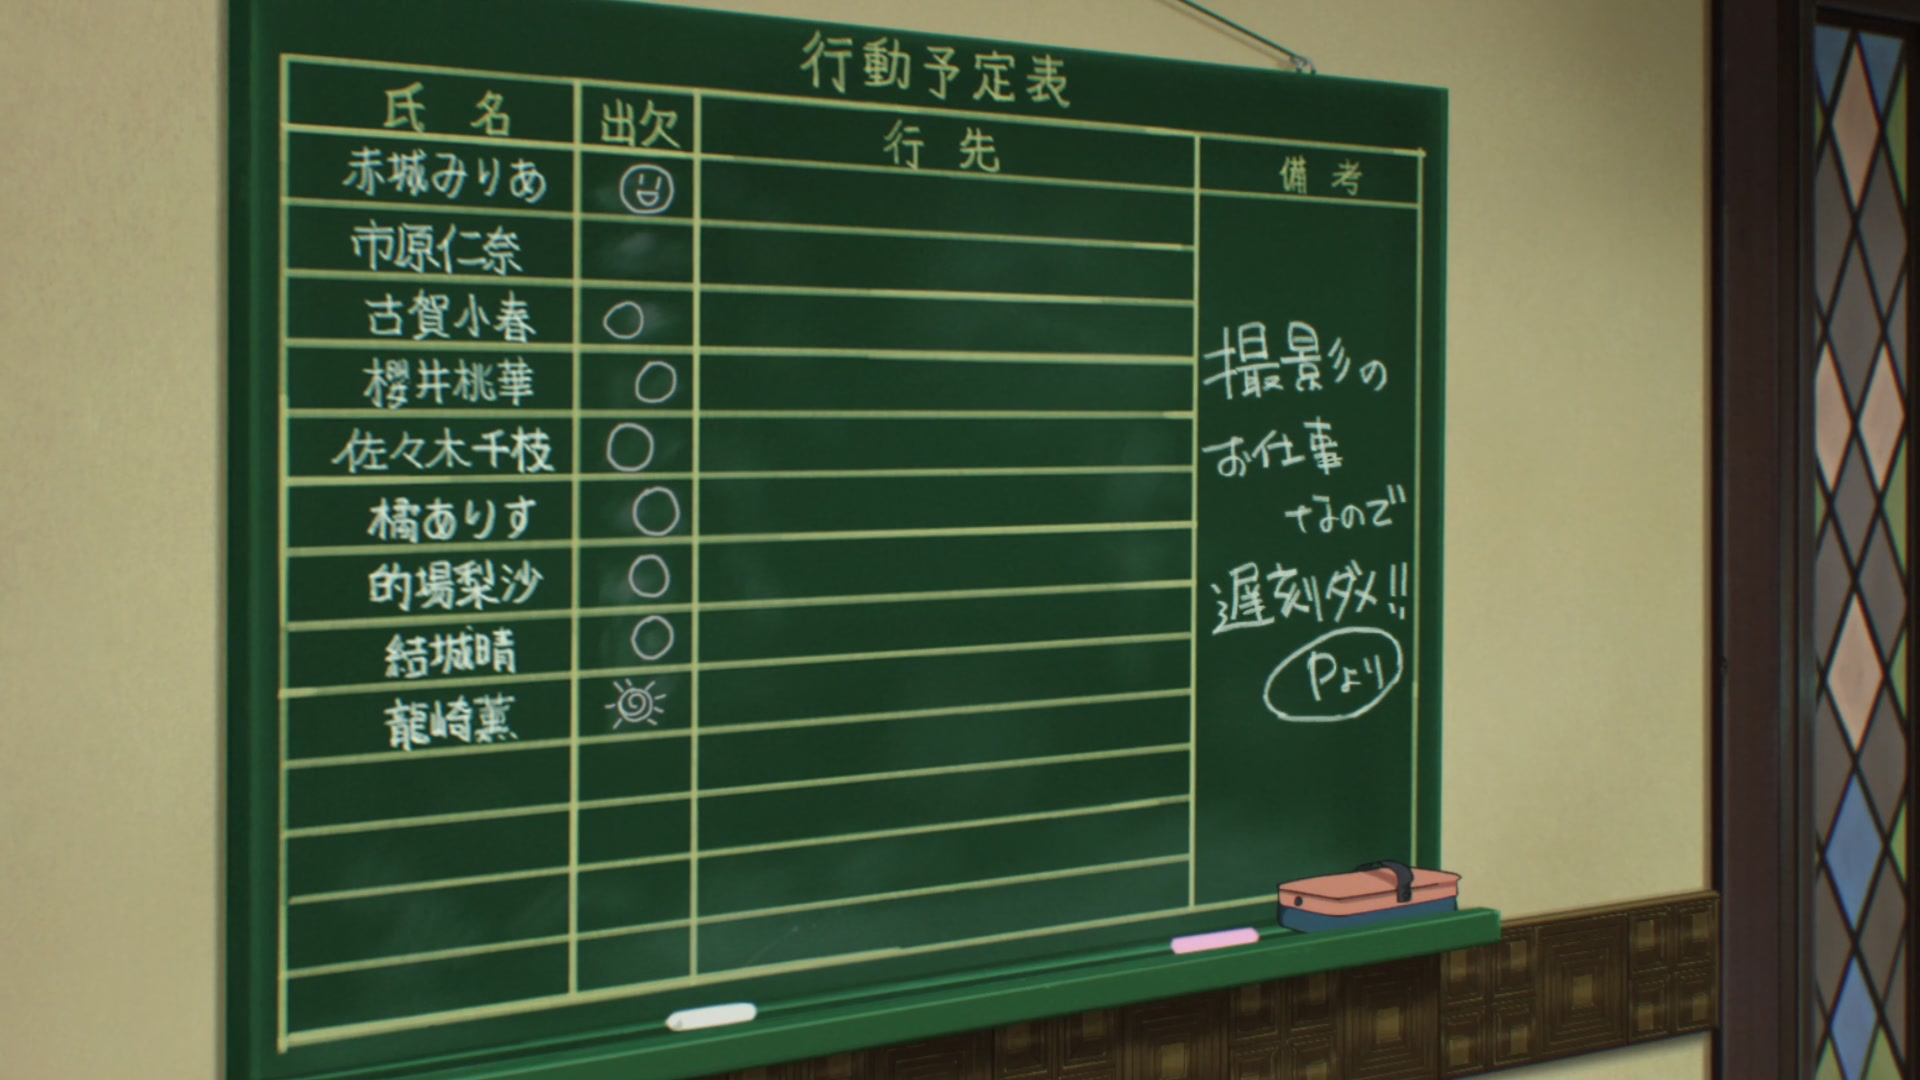 行動予定表
氏名 出欠 行先 備考
赤城みりあ
市原仁奈
古賀小春 ○
櫻井桃華 ○
佐々木千枝 ○
橘ありす ○
的場梨沙 ○
結城晴 ○
龍崎薫
撮影の
お仕事
なので
遅刻ダメ!!
Pより